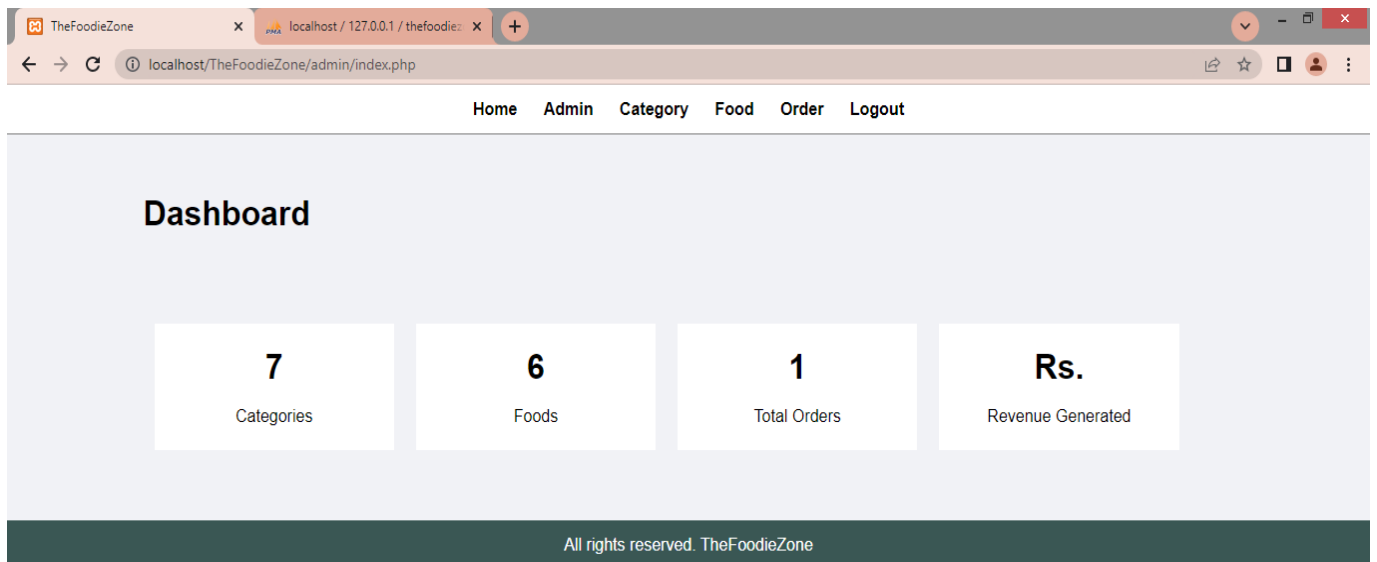 TheFoodieZone
localhost / 127.0.0.1 / thefoodiez
localhost/TheFoodieZone/admin/index.php
Home Admin Category Food Order Logout
Dashboard
7
Categories
6
Foods
1
Total Orders
Rs.
Revenue Generated
All rights reserved. TheFoodieZone